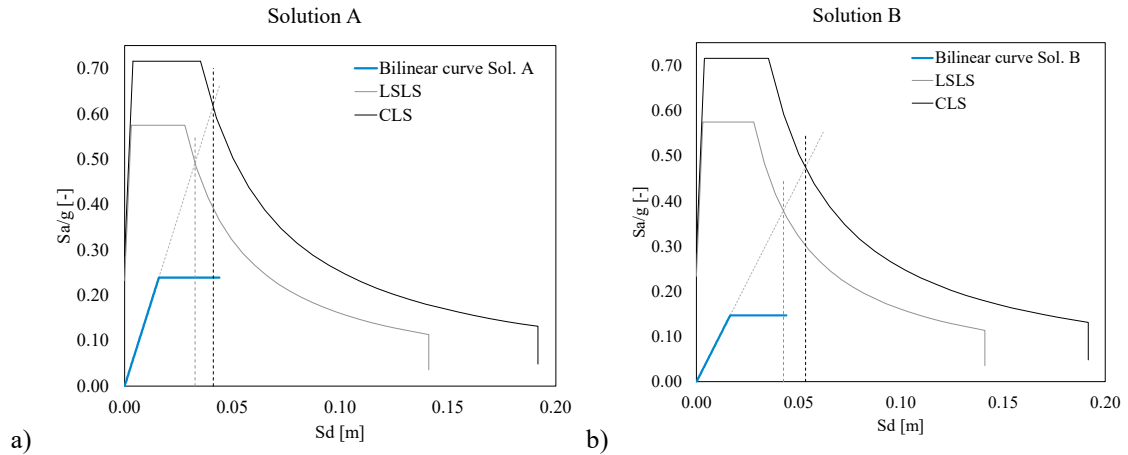 Solution A
0.70
0.60
0.50
0.40
0.30
0.20
0.10
0.00
Sa/g [-]
Bilinear curve Sol. A
LSLS
CLS
0.00 0.05 0.10 0.15 0.20
Sd [m]
a)
Solution B
0.70
0.60
0.50
0.40
0.30
0.20
0.10
0.00
Sa/g [-]
Bilinear curve Sol. B
LSLS
CLS
0.00 0.05 0.10 0.15 0.20
Sd [m]
b)